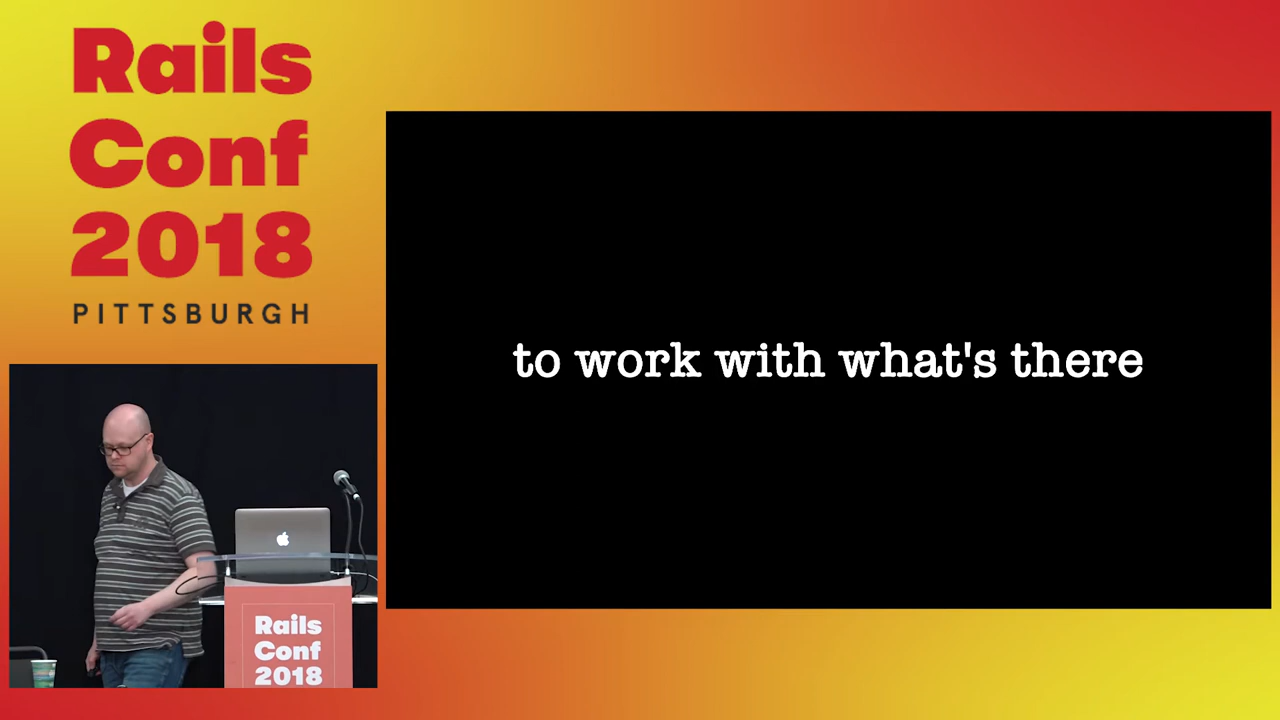 Rails
Conf
2018
PITTSBURGH
to work with what's there
Rails
Conf
2018